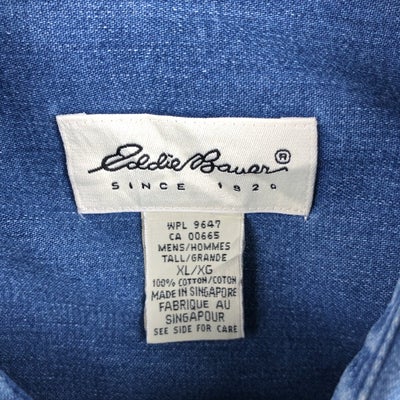 Eddie Bauer®
SINCE 1920
WPL 9647
CA 00665
MENS/HOMMES
TALL/GRANDE
XL/XG
100% COTTON/COTON
MADE IN SINGAPORE
FABRIQUE AU
SINGAPOUR
SEE SIDE FOR CARE